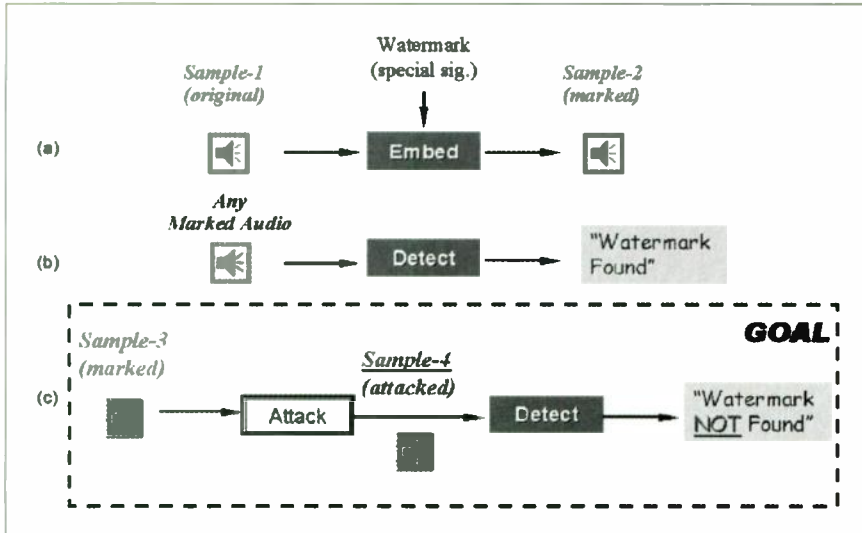 Watermark
(special sig.)
Sample-1
(original)
Sample-2
(marked)
(a)
Embed
Any
Marked Audio
(b)
Detect
"Watermark
Found"
GOAL
Sample-3
(marked)
Sample-4
(attacked)
(c)
Attack
Detect
"Watermark
NOT Found"